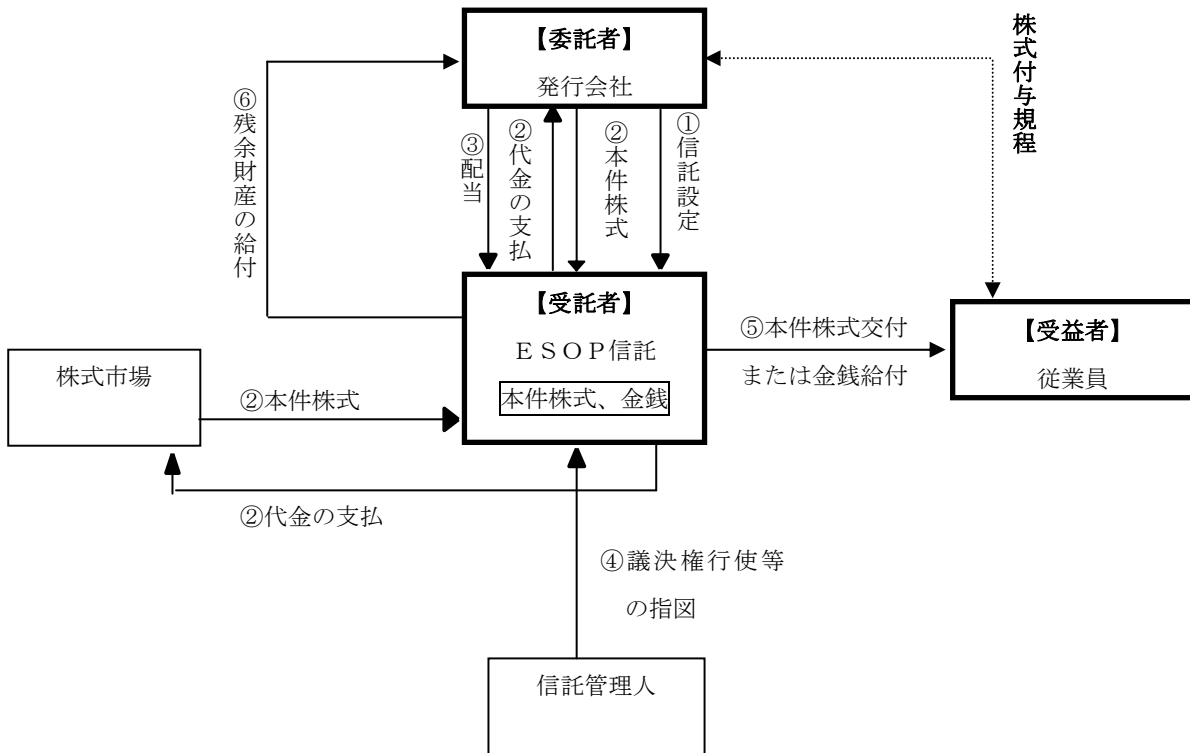 【委託者】
発行会社
株式付与規程
⑥残余財産の給付
③配当
②代金の支払
②本件株式
①信託設定
【受託者】
ＥＳＯＰ信託
本件株式、金銭
⑤本件株式交付
または金銭給付
【受益者】
従業員
株式市場
②本件株式
②代金の支払
④議決権行使等
の指図
信託管理人